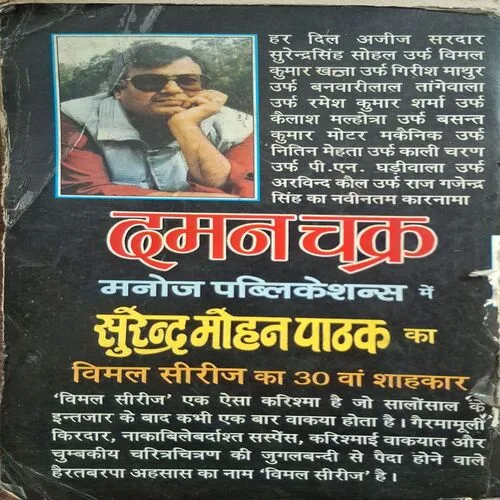 हर दिल अजीज सरदार
सुरेन्द्रसिंह सोहल उर्फ विमल
कुमार खन्ना उर्फ गिरीश माथुर
उर्फ बनवारीलाल तांगेवाला
उर्फ रमेश कुमार शर्मा उर्फ
कैलाश मल्होत्रा उर्फ बसन्त
कुमार मोटर मकैनिक उर्फ
नितिन मेहता उर्फ काली चरण
उर्फ पी.एन. घड़ीवाला उर्फ
अरविन्द कौल उर्फ राज गजेन्द्र
सिंह का नवीनतम कारनामा
दमन चक्र
मनोज पब्लिकेशन्स में
सुरेन्द्र मोहन पाठक का
विमल सीरीज का 30 वां शाहकार
'विमल सीरीज' एक ऐसा करिश्मा है जो सालोंसाल के
इन्तजार के बाद कभी एक बार वाकया होता है। गैरमामूली
किरदार, नाकाबिलेबर्दाश्त सस्पेंस, करिश्माई वाकयात और
चुम्बकीय चरित्रचित्रण की जुगलबन्दी से पैदा होने वाले
हैरतबरपा अहसास का नाम 'विमल सीरीज' है।